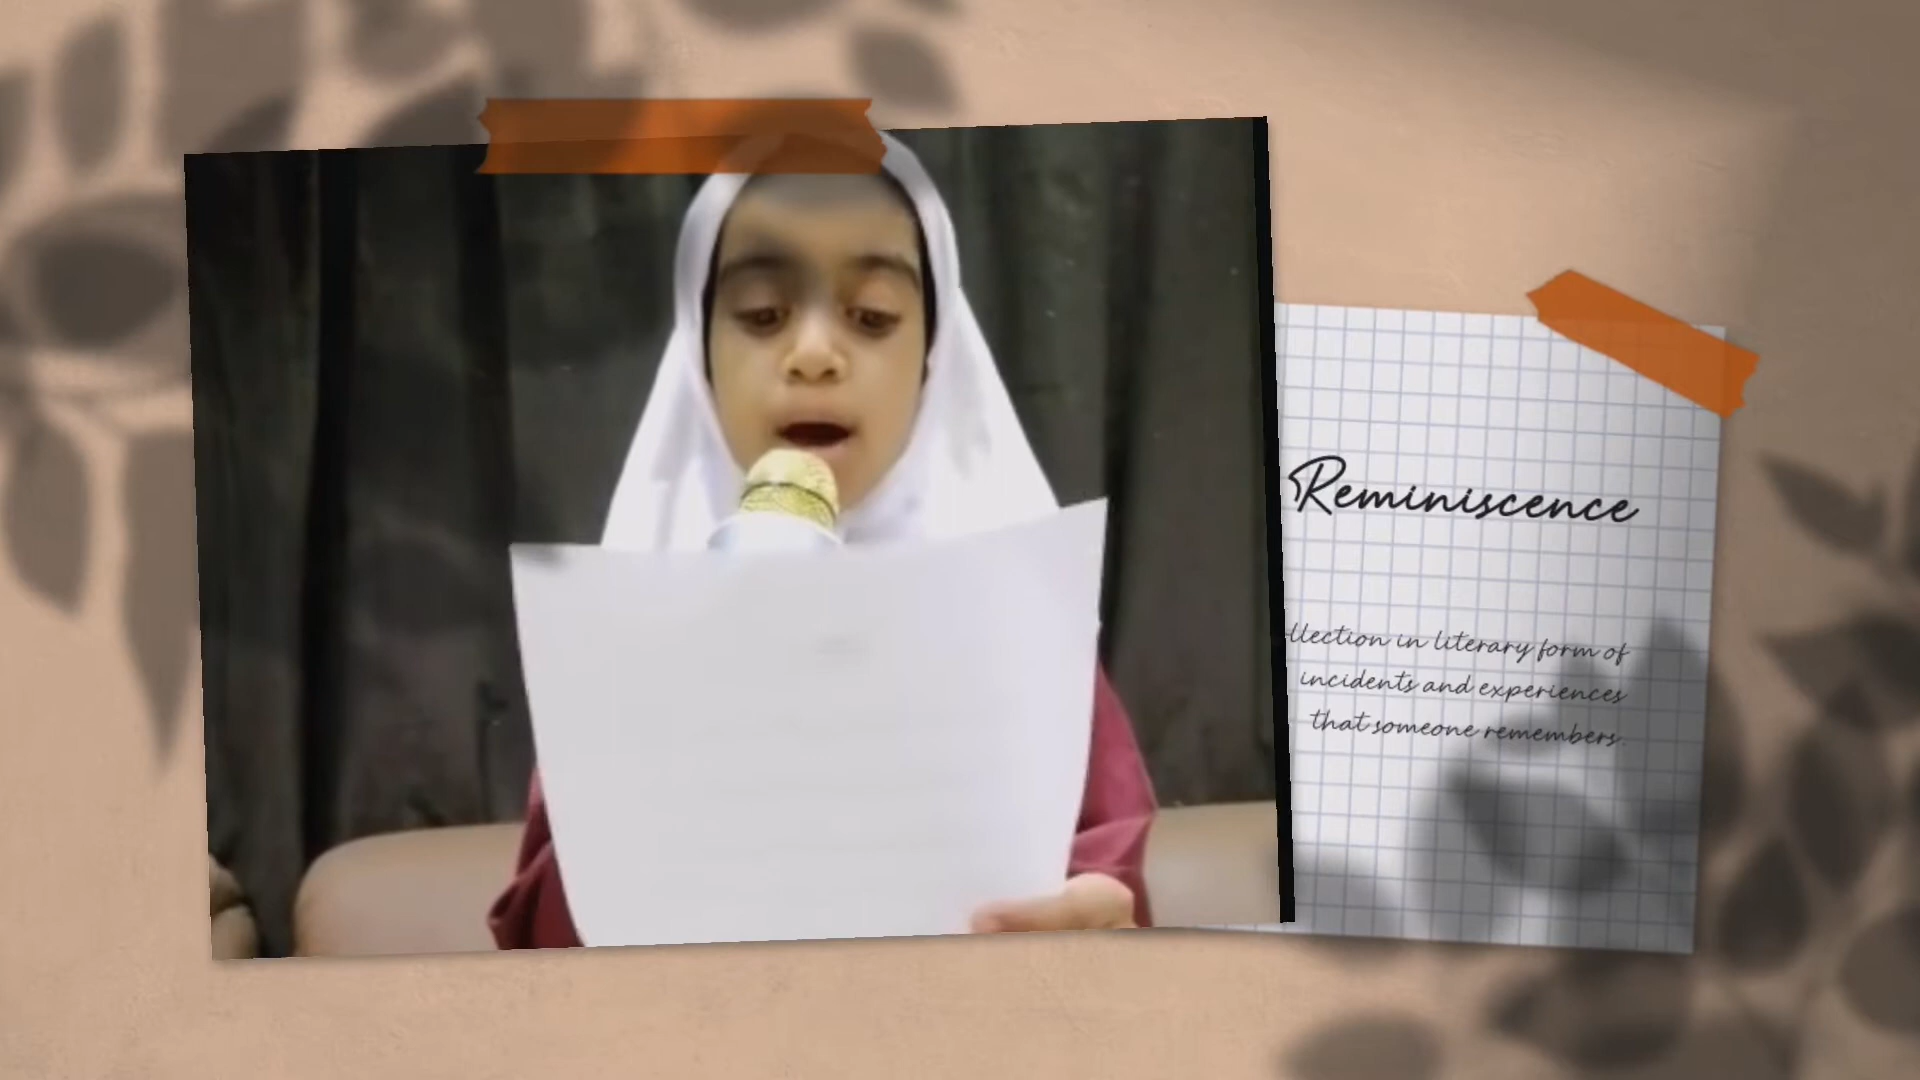 Reminiscence
llection in literary form of
incidents and experiences
that someone remembers.